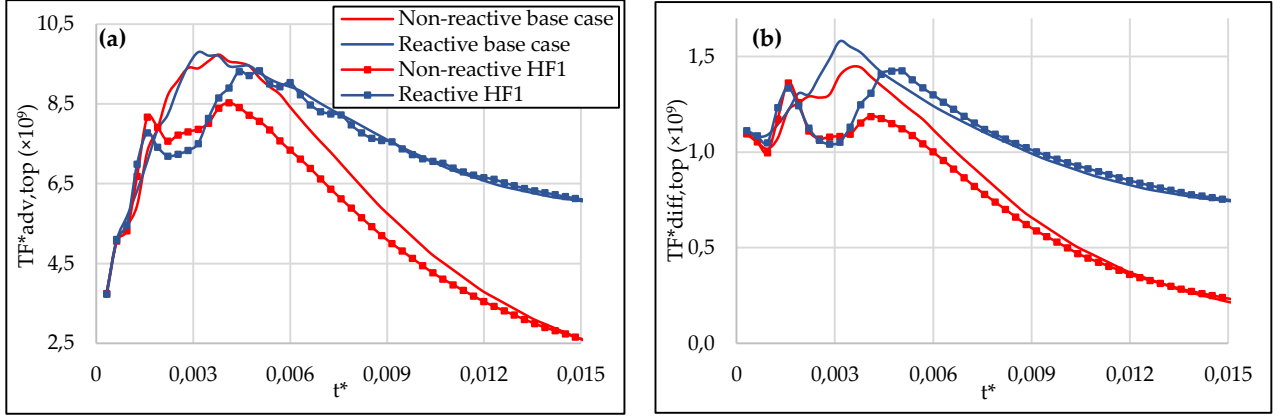 (a)
Non-reactive base case
Reactive base case
Non-reactive HF1
Reactive HF1
TF*adv,top (×10⁹)
10,5
8,5
6,5
4,5
2,5
0
0,003
0,006
0,009
0,012
0,015
t*
(b)
TF*diff,top (×10⁹)
1,5
1,0
0,5
0,0
0
0,003
0,006
0,009
0,012
0,015
t*